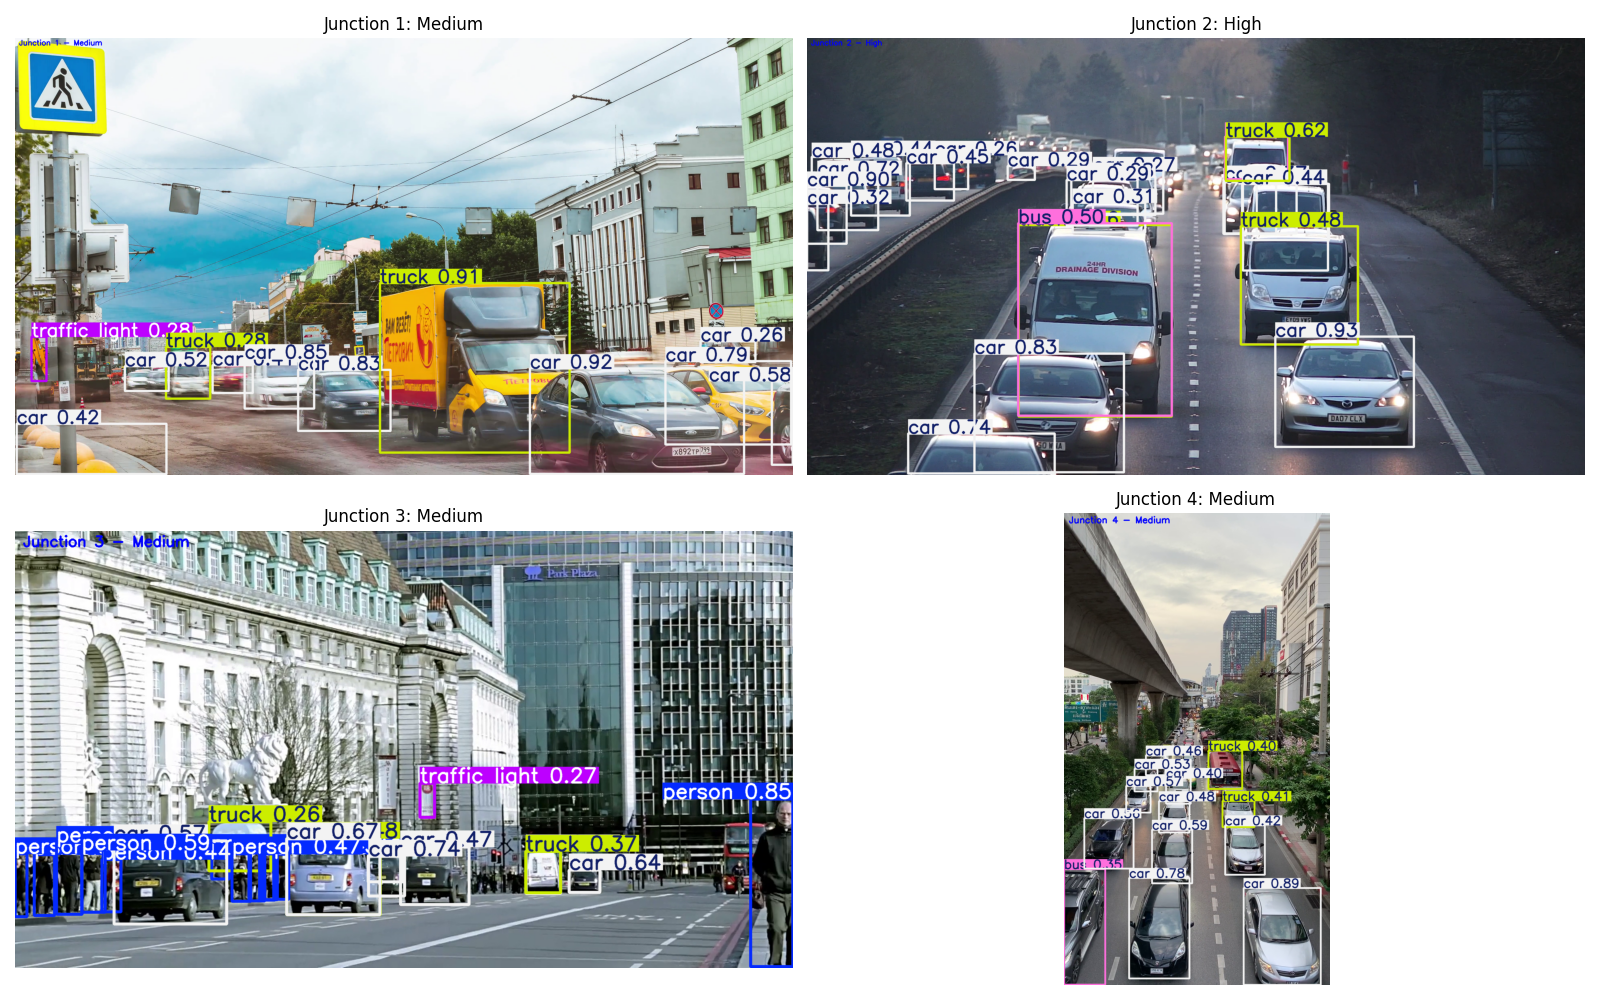 Junction 1: Medium
Junction 1 - Medium
truck 0.91
traffic light 0.28
truck 0.28
car 0.52
car 0.85
car 0.83
car 0.92
car 0.26
car 0.79
car 0.58
car 0.42
ПЕТРОВИЧ
Х892ТР
Junction 2: High
Junction 2 - High
truck 0.62
car 0.48
0.44
car 0.26
car 0.45
car 0.29
0.27
0.72
car 0.90
car 0.29
0.44
car 0.32
car 0.31
bus 0.50
truck 0.48
24HR
DRAINAGE DIVISION
car 0.93
car 0.83
car 0.74
DA07 CLX
Junction 3: Medium
Junction 3 - Medium
Park Plaza
traffic light 0.27
person 0.85
truck 0.26
car 0.57
car 0.67
person 0.59
person 0.47
0.47
car 0.74
truck 0.37
car 0.64
Junction 4: Medium
Junction 4 - Medium
car 0.46
truck 0.40
car 0.53
car 0.40
car 0.57
car 0.48
truck 0.41
car 0.59
car 0.42
bus 0.35
car 0.78
car 0.89